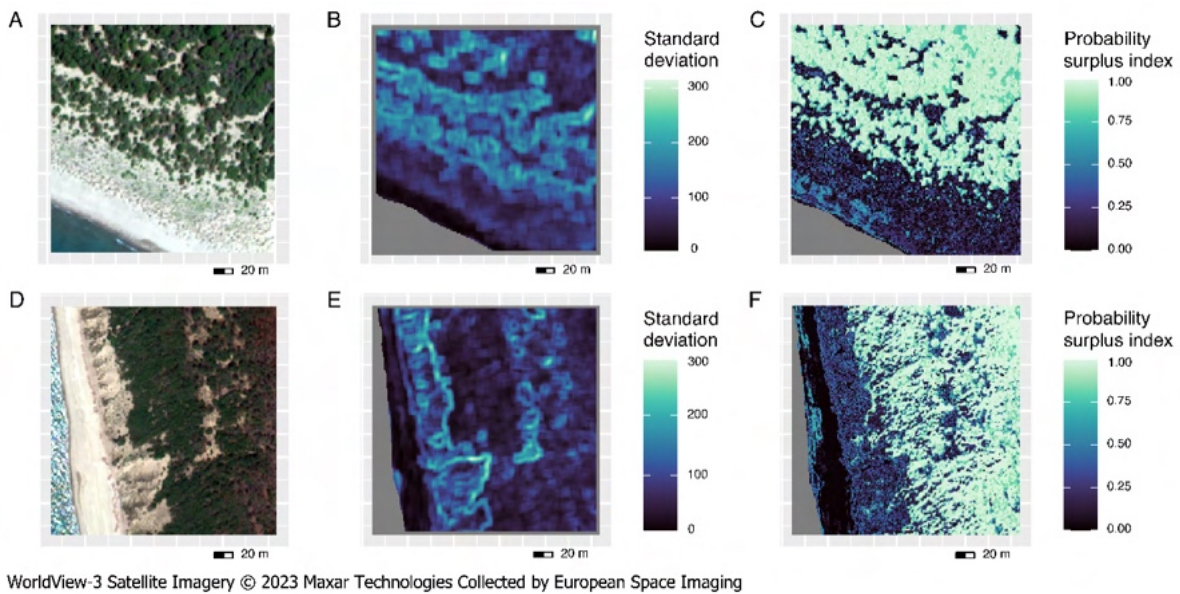 A
B
Standard
deviation
300
200
100
0
C
Probability
surplus index
1.00
0.75
0.50
0.25
0.00
20 m
20 m
20 m
D
E
Standard
deviation
300
200
100
0
F
Probability
surplus index
1.00
0.75
0.50
0.25
0.00
20 m
20 m
20 m
WorldView-3 Satellite Imagery © 2023 Maxar Technologies Collected by European Space Imaging